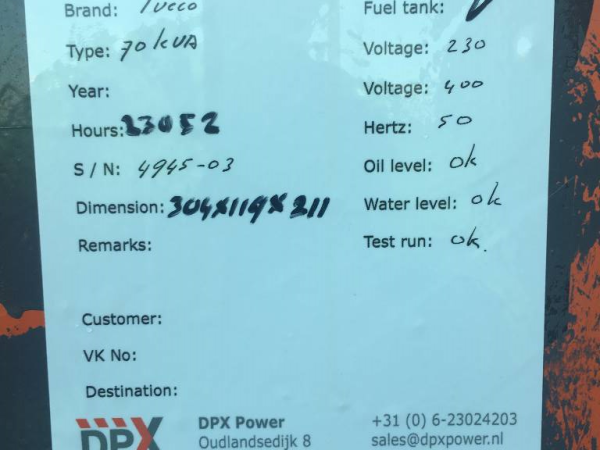 Brand: Iveco
Fuel tank:
Type: 70 kVA
Voltage: 230
Year:
Voltage: 400
Hours: 23052
Hertz: 50
S / N: 4945-03
Oil level: ok
Dimension: 304x119x211
Water level: ok
Remarks:
Test run: ok.
Customer:
VK No:
Destination:
DPX
DPX Power
+31 (0) 6-23024203
Oudlandsedijk 8
sales@dpxpower.nl